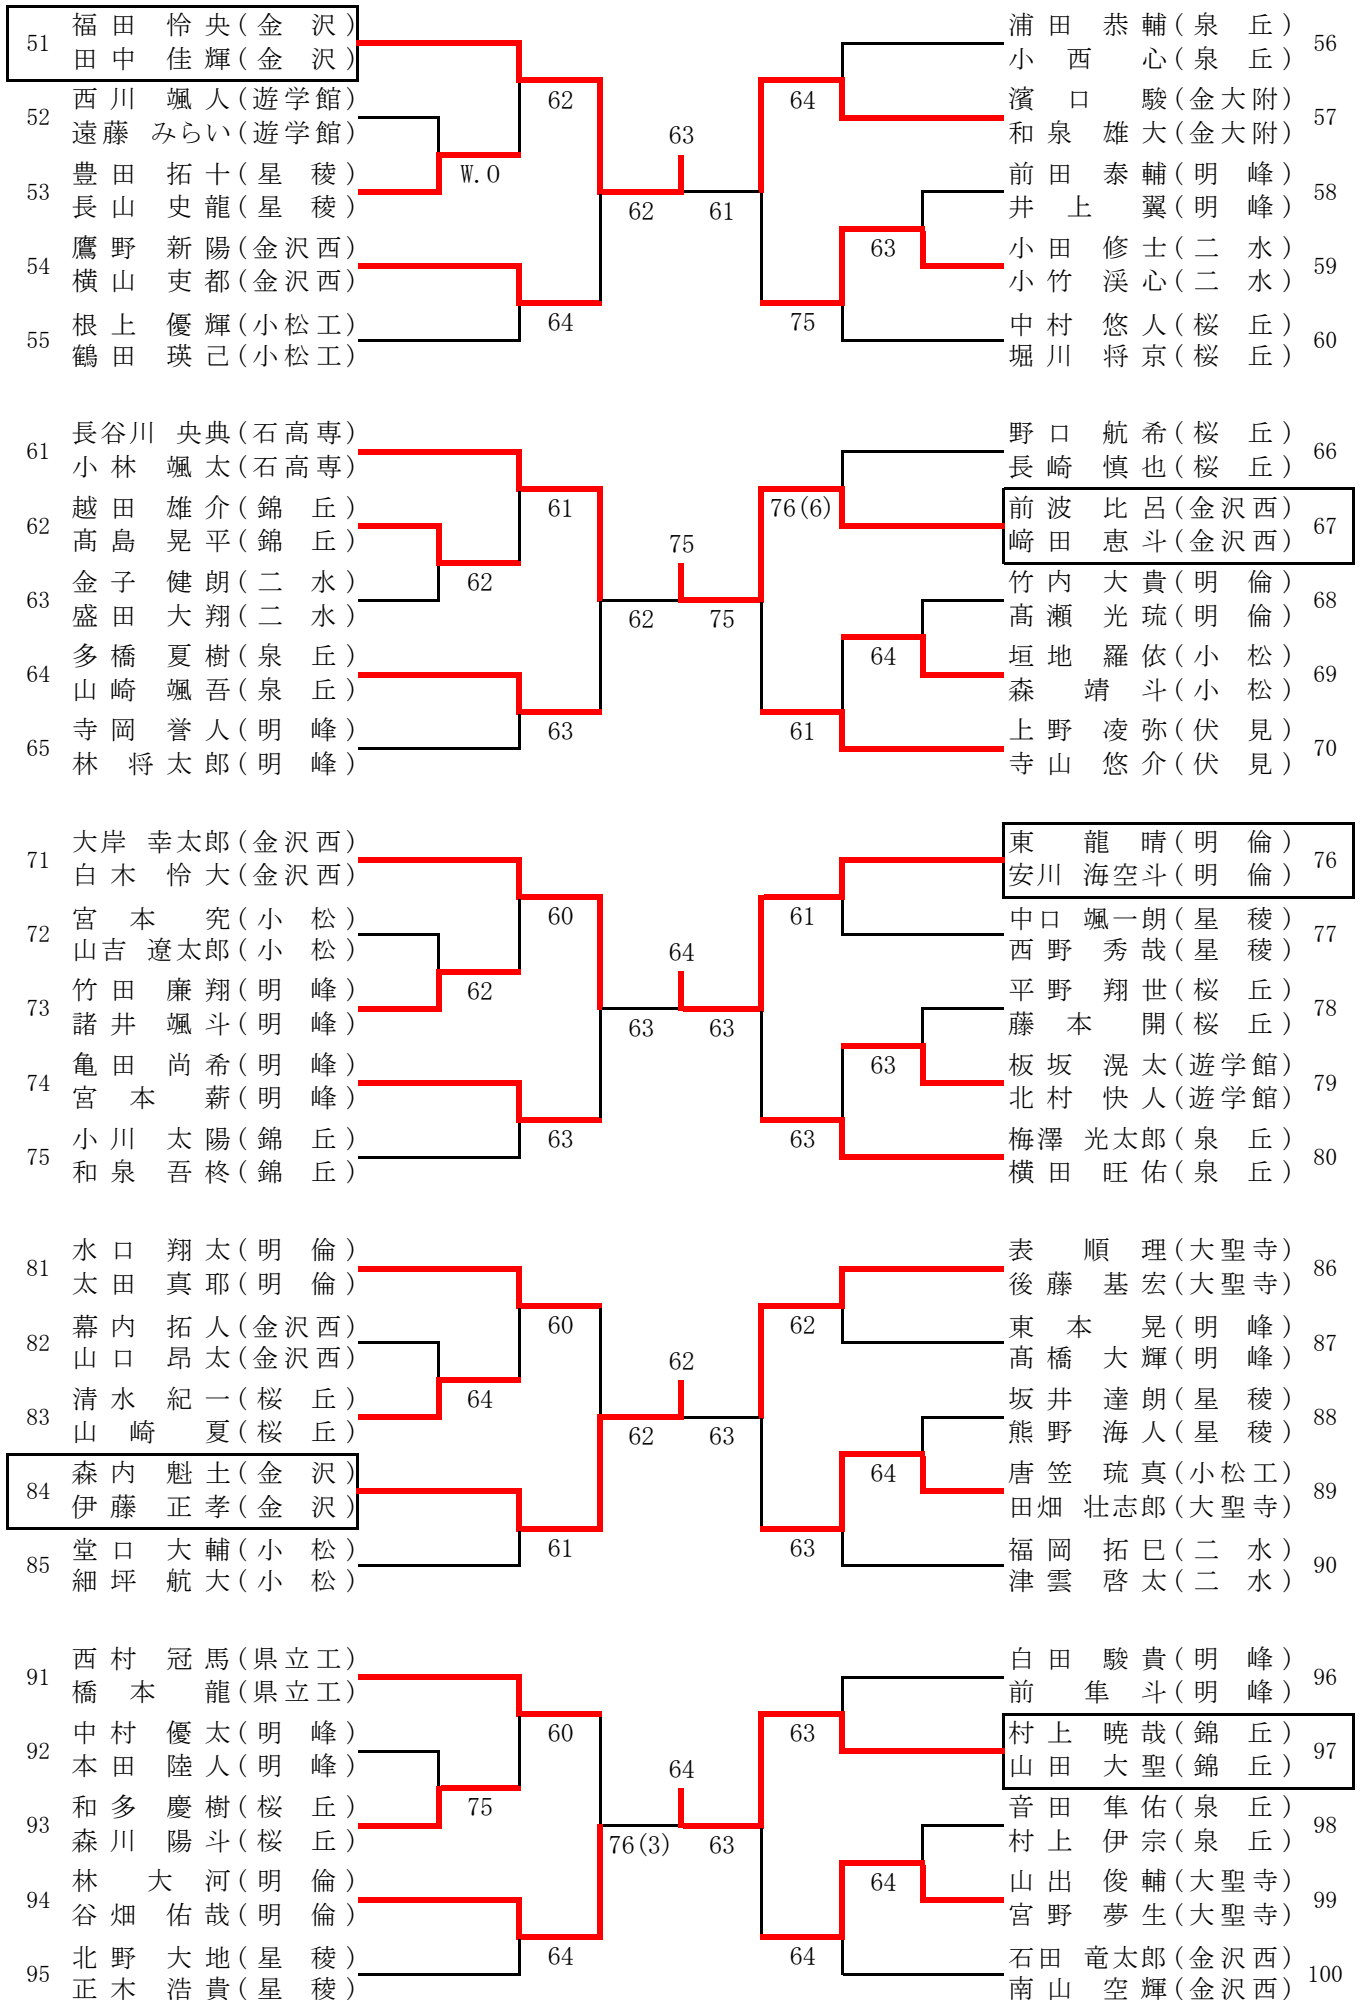 51 福田 怜央(金沢)
田中 佳輝(金沢)
52 西川 颯人(遊学館)
遠藤 みらい(遊学館)
53 豊田 拓十(星稜)
長山 史龍(星稜)
54 鷹野 新陽(金沢西)
横山 吏都(金沢西)
55 根上 優輝(小松工)
鶴田 瑛己(小松工)
62
W.O
64
62
63
61
64
63
75
浦田 恭輔(泉丘) 56
小西 心(泉丘)
濱口 駿(金大附) 57
和泉 雄大(金大附)
前田 泰輔(明峰) 58
井上 翼(明峰)
小田 修士(二水) 59
小竹 渓心(二水)
中村 悠人(桜丘) 60
堀川 将京(桜丘)
61 長谷川 央典(石高専)
小林 颯太(石高専)
62 越田 雄介(錦丘)
髙島 晃平(錦丘)
63 金子 健朗(二水)
盛田 大翔(二水)
64 多橋 夏樹(泉丘)
山崎 颯吾(泉丘)
65 寺岡 誉人(明峰)
林 将太郎(明峰)
61
62
63
62
75
75
76(6)
64
61
野口 航希(桜丘) 66
長崎 慎也(桜丘)
前波 比呂(金沢西) 67
﨑田 恵斗(金沢西)
竹内 大貴(明倫) 68
髙瀬 光琉(明倫)
垣地 羅依(小松) 69
森 靖斗(小松)
上野 凌弥(伏見) 70
寺山 悠介(伏見)
71 大岸 幸太郎(金沢西)
白木 怜大(金沢西)
72 宮本 究(小松)
山吉 遼太郎(小松)
73 竹田 廉翔(明峰)
諸井 颯斗(明峰)
74 亀田 尚希(明峰)
宮本 薪(明峰)
75 小川 太陽(錦丘)
和泉 吾柊(錦丘)
60
62
63
63
64
63
61
63
63
東 龍晴(明倫) 76
安川 海空斗(明倫)
中口 颯一朗(星稜) 77
西野 秀哉(星稜)
平野 翔世(桜丘) 78
藤本 開(桜丘)
板坂 滉太(遊学館) 79
北村 快人(遊学館)
梅澤 光太郎(泉丘) 80
横田 旺佑(泉丘)
81 水口 翔太(明倫)
太田 真耶(明倫)
82 幕内 拓人(金沢西)
山口 昂太(金沢西)
83 清水 紀一(桜丘)
山崎 夏(桜丘)
84 森内 魁土(金沢)
伊藤 正孝(金沢)
85 堂口 大輔(小松)
細坪 航大(小松)
60
64
61
62
62
63
62
64
63
表 順理(大聖寺) 86
後藤 基宏(大聖寺)
東本 晃(明峰) 87
髙橋 大輝(明峰)
坂井 達朗(星稜) 88
熊野 海人(星稜)
唐笠 琉真(小松工) 89
田畑 壮志郎(大聖寺)
福岡 拓巳(二水) 90
津雲 啓太(二水)
91 西村 冠馬(県立工)
橋本 龍(県立工)
92 中村 優太(明峰)
本田 陸人(明峰)
93 和多 慶樹(桜丘)
森川 陽斗(桜丘)
94 林 大河(明倫)
谷畑 佑哉(明倫)
95 北野 大地(星稜)
正木 浩貴(星稜)
60
75
64
76(3)
64
63
63
64
64
白田 駿貴(明峰) 96
前 隼斗(明峰)
村上 暁哉(錦丘) 97
山田 大聖(錦丘)
音田 隼佑(泉丘) 98
村上 伊宗(泉丘)
山出 俊輔(大聖寺) 99
宮野 夢生(大聖寺)
石田 竜太郎(金沢西) 100
南山 空輝(金沢西)